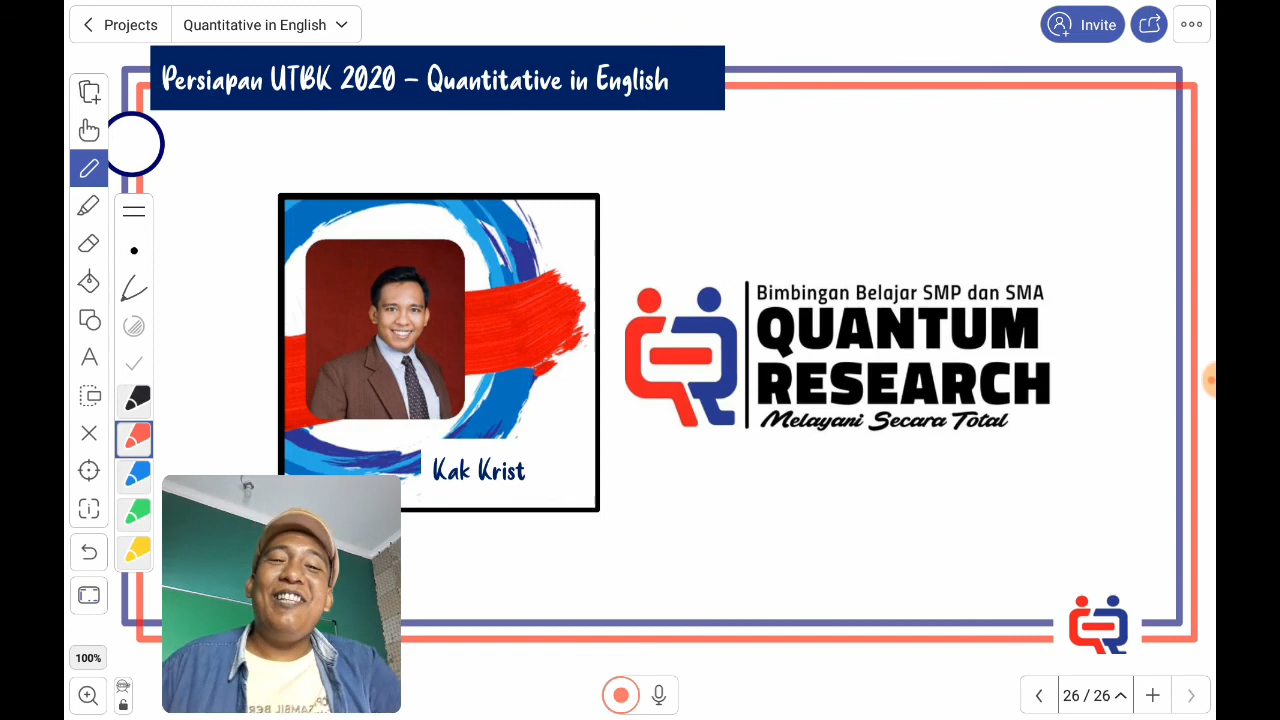 Projects
Quantitative in English
Invite
Persiapan UTBK 2020 – Quantitative in English
Bimbingan Belajar SMP dan SMA
QUANTUM
RESEARCH
Melayani Secara Total
Kak Krist
100%
26 / 26